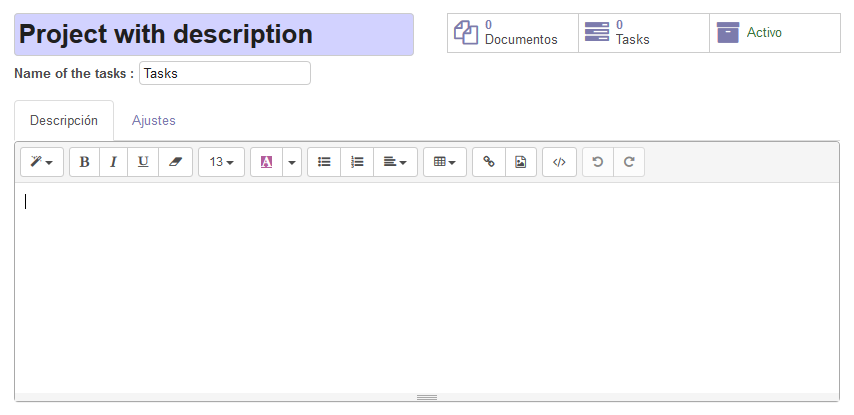 Project with description
0
Documentos
0
Tasks
Activo
Name of the tasks : Tasks
Descripción Ajustes
B I U 13 A